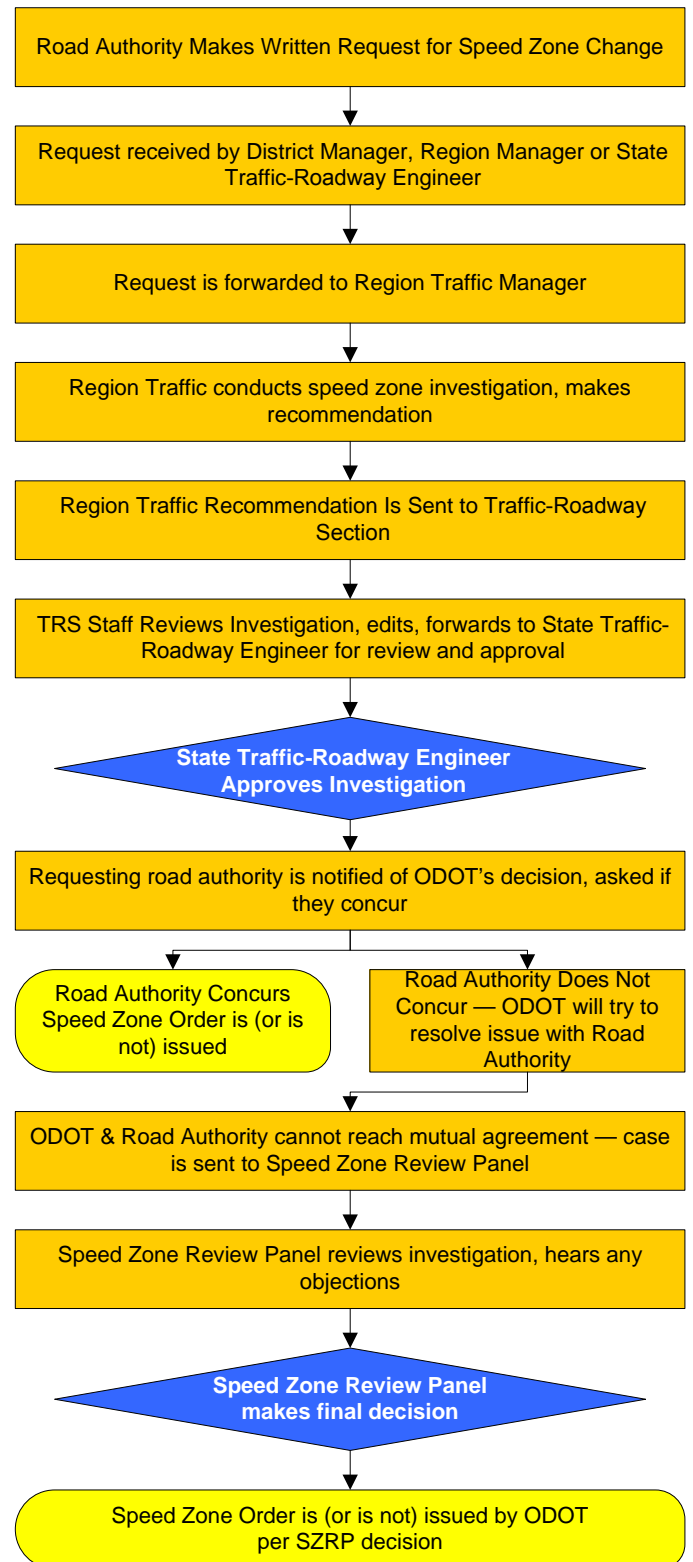 Road Authority Makes Written Request for Speed Zone Change
Request received by District Manager, Region Manager or State
Traffic-Roadway Engineer
Request is forwarded to Region Traffic Manager
Region Traffic conducts speed zone investigation, makes
recommendation
Region Traffic Recommendation Is Sent to Traffic-Roadway
Section
TRS Staff Reviews Investigation, edits, forwards to State Traffic-
Roadway Engineer for review and approval
State Traffic-Roadway Engineer
Approves Investigation
Requesting road authority is notified of ODOT’s decision, asked if
they concur
Road Authority Concurs
Speed Zone Order is (or is
not) issued
Road Authority Does Not
Concur — ODOT will try to
resolve issue with Road
Authority
ODOT & Road Authority cannot reach mutual agreement — case
is sent to Speed Zone Review Panel
Speed Zone Review Panel reviews investigation, hears any
objections
Speed Zone Review Panel
makes final decision
Speed Zone Order is (or is not) issued by ODOT
per SZRP decision